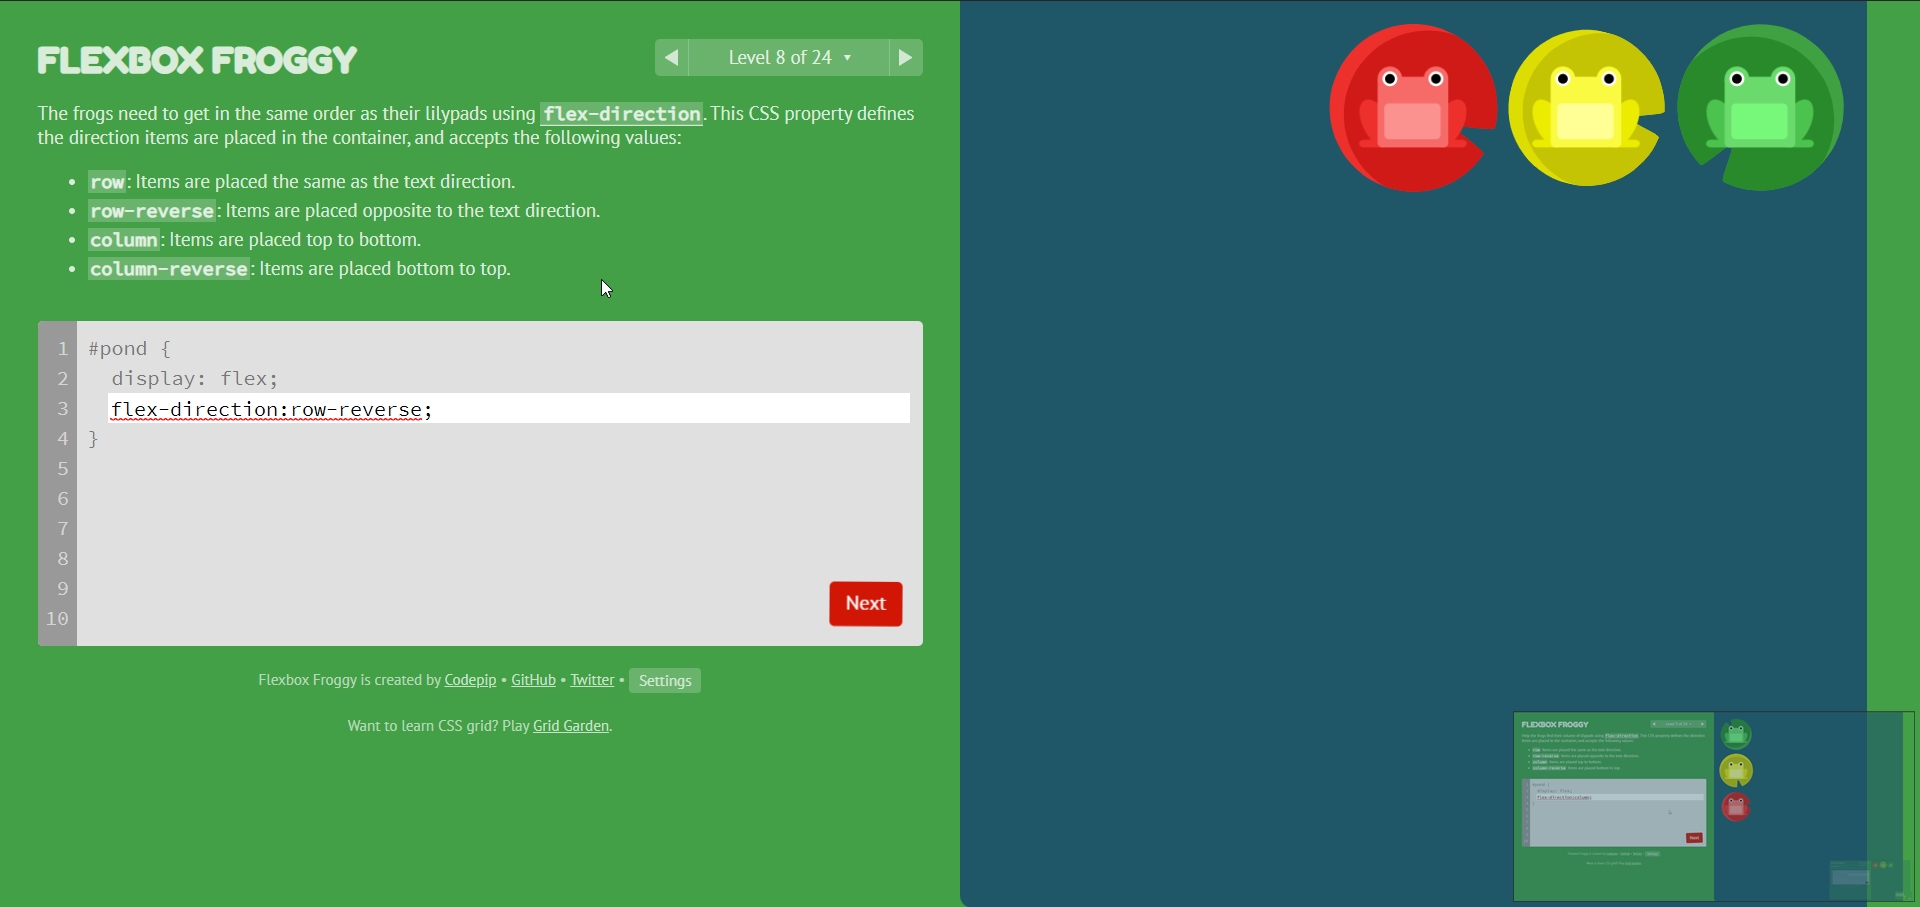 FLEXBOX FROGGY
Level 8 of 24
The frogs need to get in the same order as their lilypads using flex-direction. This CSS property defines
the direction items are placed in the container, and accepts the following values:
• row: Items are placed the same as the text direction.
• row-reverse: Items are placed opposite to the text direction.
• column: Items are placed top to bottom.
• column-reverse: Items are placed bottom to top.
1 #pond {
2 display: flex;
3 flex-direction:row-reverse;
4 }
5
6
7
8
9
10
Next
Flexbox Froggy is created by Codepip • GitHub • Twitter • Settings
Want to learn CSS grid? Play Grid Garden.
FLEXBOX FROGGY